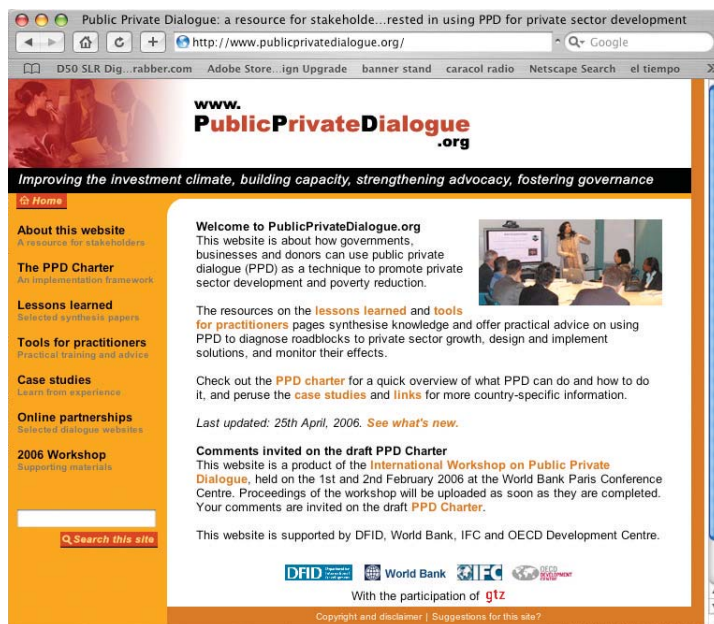 Public Private Dialogue: a resource for stakeholde...rested in using PPD for private sector development
http://www.publicprivatedialogue.org/
Google
D50 SLR Dig...rabber.com Adobe Store...ign Upgrade banner stand caracol radio Netscape Search el tiempo
www.
PublicPrivateDialogue
.org
Improving the investment climate, building capacity, strengthening advocacy, fostering governance
Home
About this website
A resource for stakeholders
The PPD Charter
An implementation framework
Lessons learned
Selected synthesis papers
Tools for practitioners
Practical training and advice
Case studies
Learn from experience
Online partnerships
Selected dialogue websites
2006 Workshop
Supporting materials
Search this site
Welcome to PublicPrivateDialogue.org
This website is about how governments,
businesses and donors can use public private
dialogue (PPD) as a technique to promote private
sector development and poverty reduction.
The resources on the lessons learned and tools
for practitioners pages synthesise knowledge and offer practical advice on using
PPD to diagnose roadblocks to private sector growth, design and implement
solutions, and monitor their effects.
Check out the PPD charter for a quick overview of what PPD can do and how to do
it, and peruse the case studies and links for more country-specific information.
Last updated: 25th April, 2006. See what's new.
Comments invited on the draft PPD Charter
This website is a product of the International Workshop on Public Private
Dialogue, held on the 1st and 2nd February 2006 at the World Bank Paris Conference
Centre. Proceedings of the workshop will be uploaded as soon as they are completed.
Your comments are invited on the draft PPD Charter.
This website is supported by DFID, World Bank, IFC and OECD Development Centre.
DFID World Bank IFC OECD
DEVELOPMENT
CENTRE
With the participation of gtz
Copyright and disclaimer | Suggestions for this site?